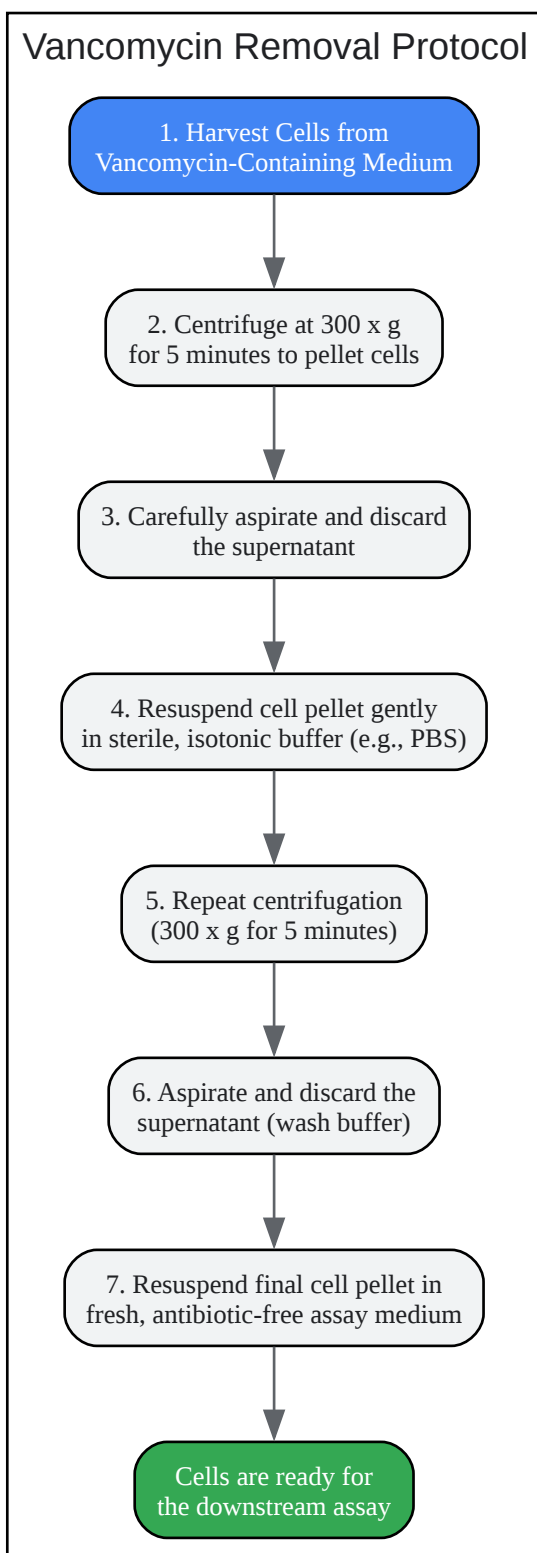 Vancomycin Removal Protocol
1. Harvest Cells from
Vancomycin-Containing Medium
2. Centrifuge at 300 x g
for 5 minutes to pellet cells
3. Carefully aspirate and discard
the supernatant
4. Resuspend cell pellet gently
in sterile, isotonic buffer (e.g., PBS)
5. Repeat centrifugation
(300 x g for 5 minutes)
6. Aspirate and discard the
supernatant (wash buffer)
7. Resuspend final cell pellet in
fresh, antibiotic-free assay medium
Cells are ready for
the downstream assay